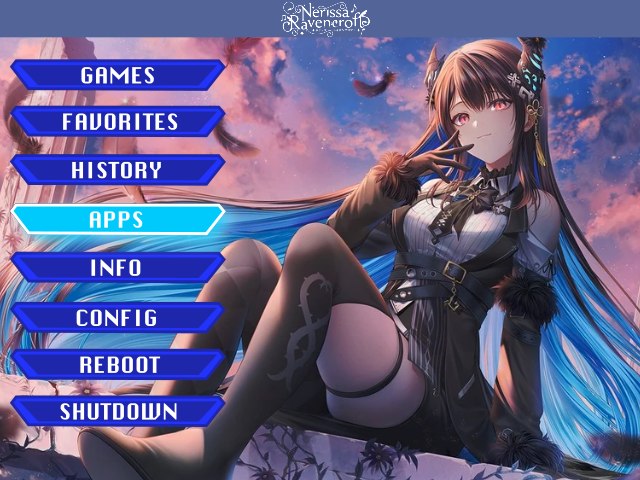 Nerissa
Ravencroft
GAMES
FAVORITES
HISTORY
APPS
INFO
CONFIG
REBOOT
SHUTDOWN